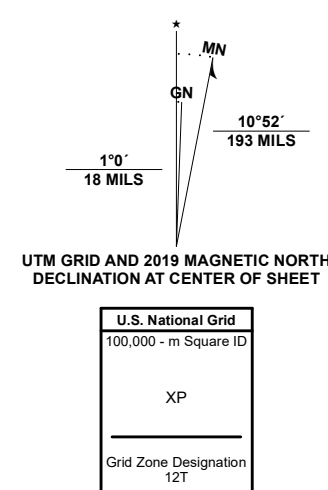 ★
MN
GN
10°52´
193 MILS
1°0´
18 MILS
UTM GRID AND 2019 MAGNETIC NORTH
DECLINATION AT CENTER OF SHEET
U.S. National Grid
100,000 - m Square ID
XP
Grid Zone Designation
12T